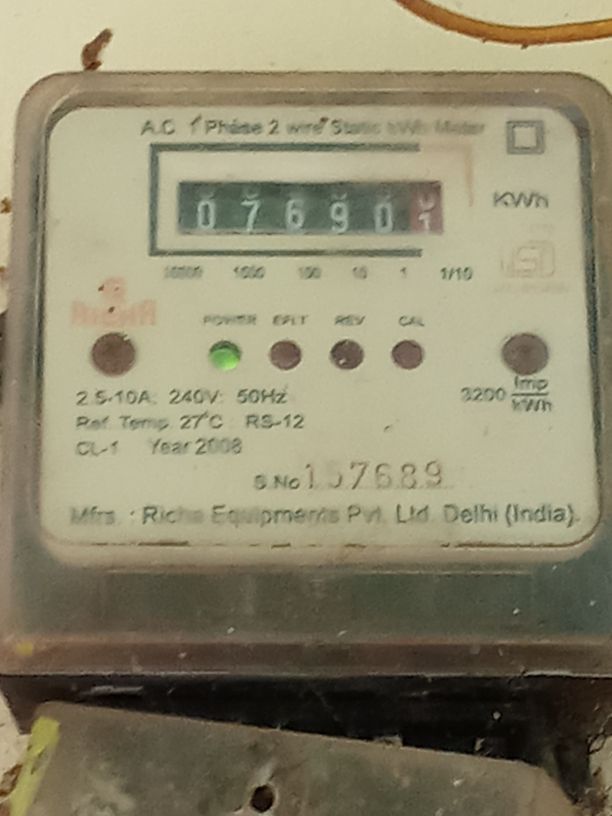 A.C. 1 Phase 2 wire Static kWh Meter
0 7 6 9 0 1
KWh
10000 1000 100 10 1 1/10
POWER EFLT REV CAL
2.5-10A. 240V. 50Hz
3200 Imp/kWh
Ref. Temp. 27°C RS-12
CL-1 Year 2008
S.No 157689
Mfrs. : Richa Equipments Pvt. Ltd. Delhi (India).